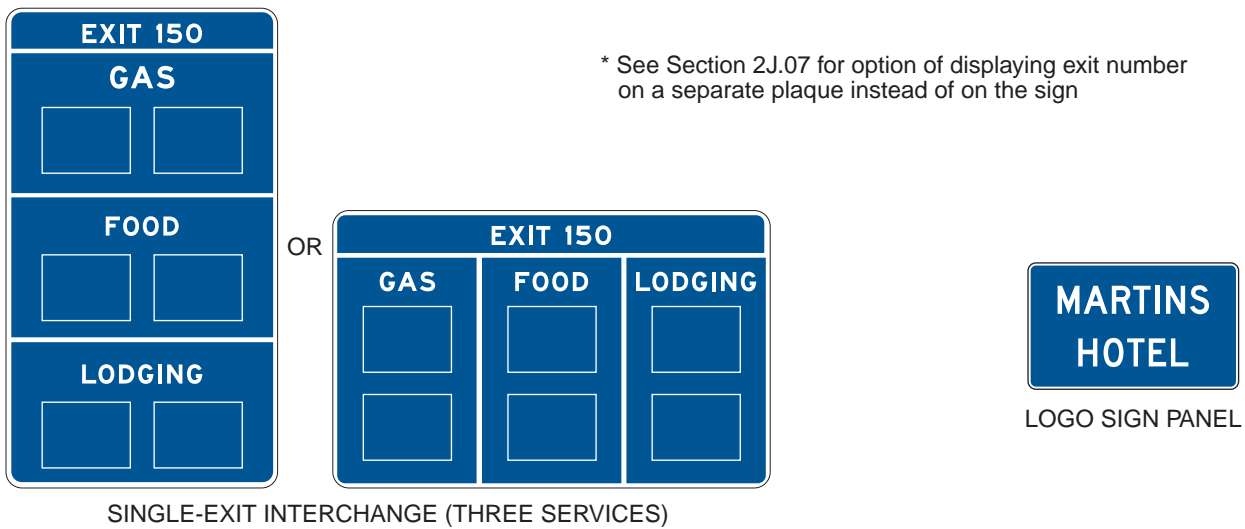 EXIT 150
GAS
FOOD
LODGING
* See Section 2J.07 for option of displaying exit number
on a separate plaque instead of on the sign
OR
EXIT 150
GAS FOOD LODGING
MARTINS
HOTEL
LOGO SIGN PANEL
SINGLE-EXIT INTERCHANGE (THREE SERVICES)